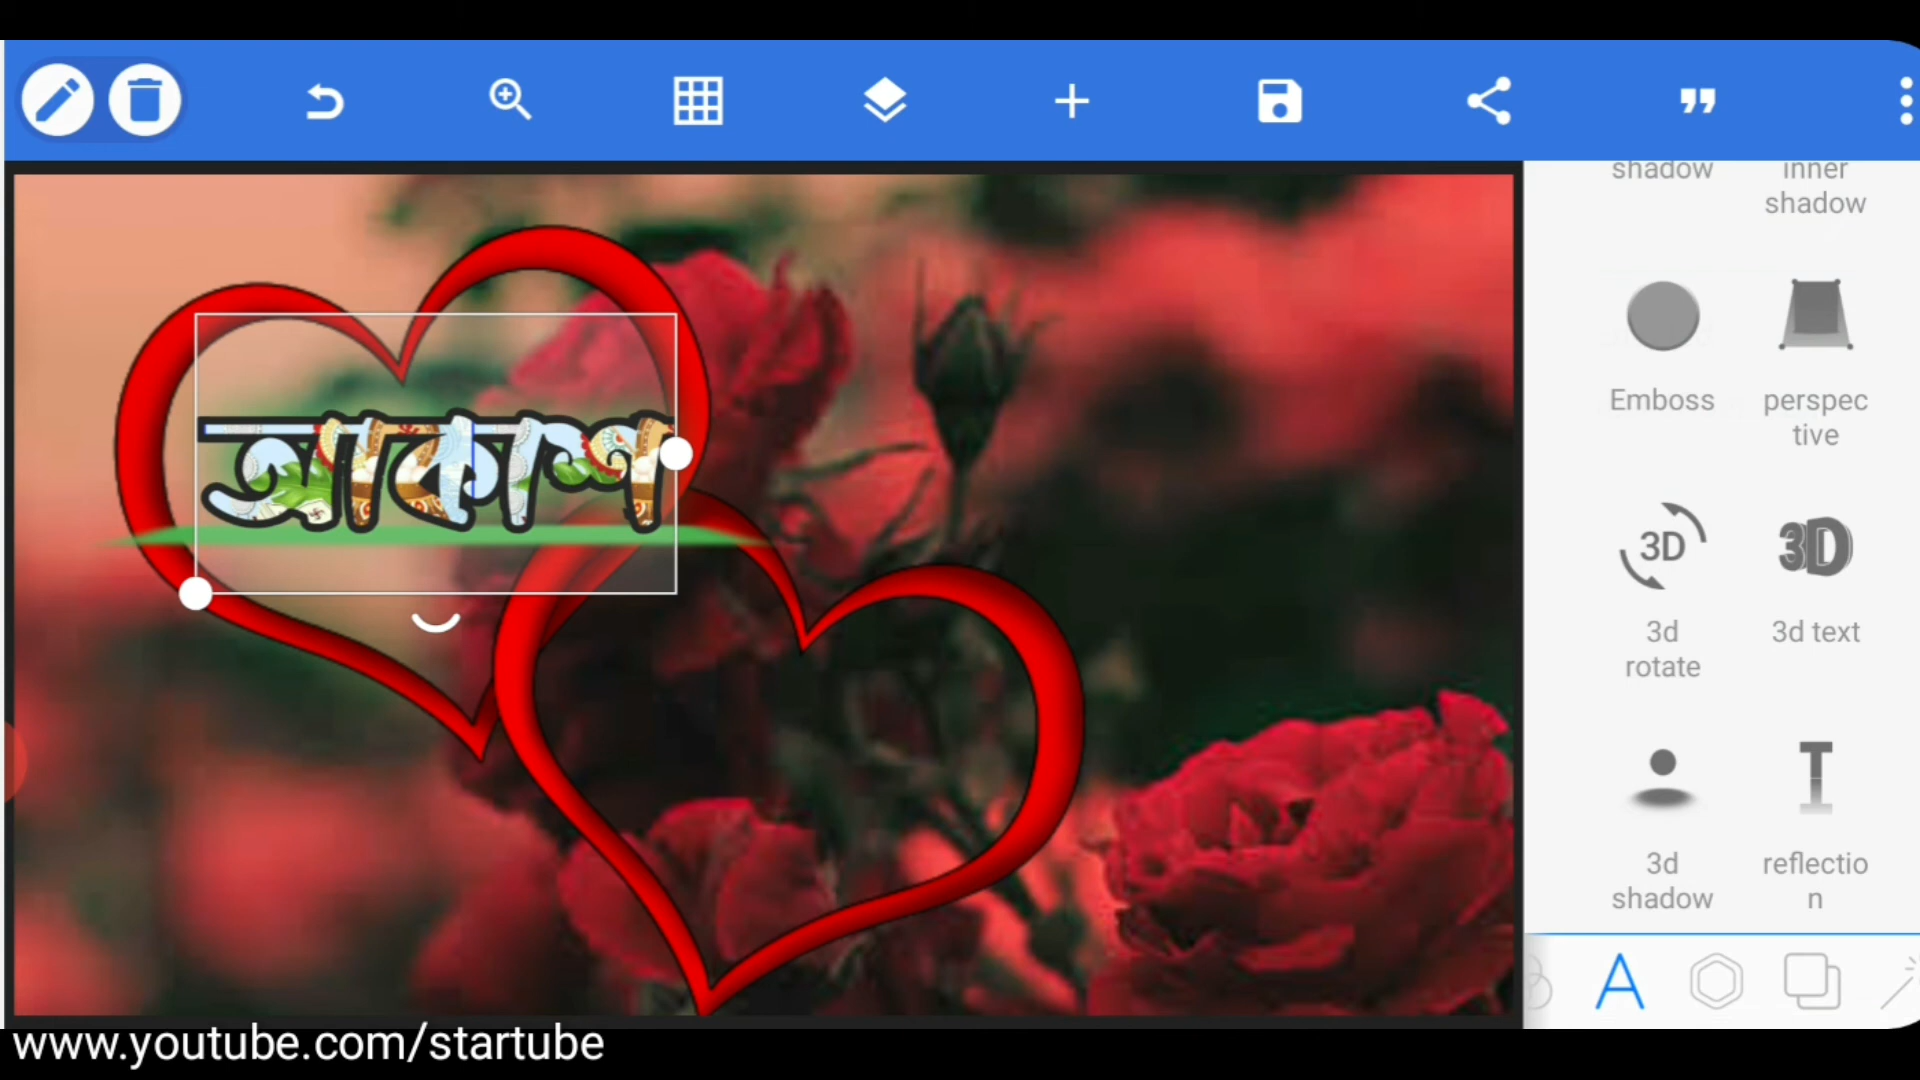 shadow
inner
shadow
আকাশ
Emboss
perspec
tive
3D
3D
3d
rotate
3d text
3d
shadow
reflectio
n
www.youtube.com/startube